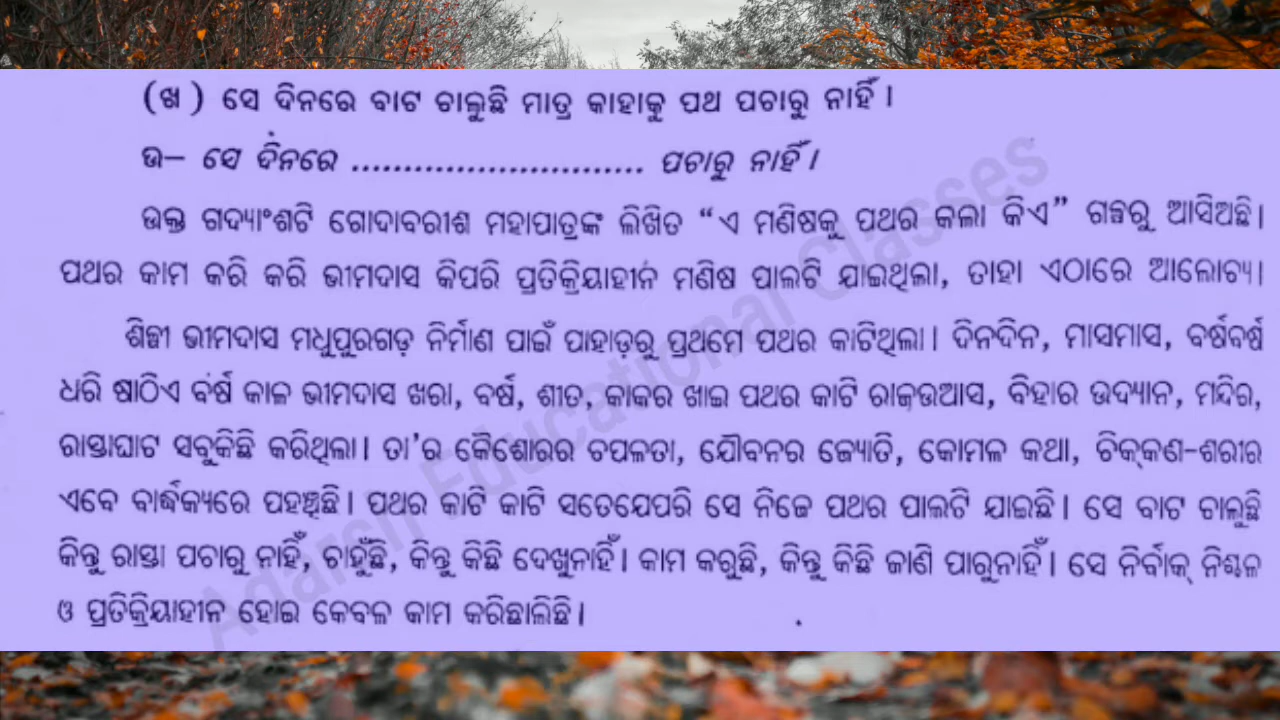 (ଖ ) ସେ ଦିନରେ ବାଟ ଚାଲୁଛି ମାତ୍ର କାହାକୁ ପଥ ପଚାରୁ ନାହିଁ ।
ଉ– ସେ ଦିନରେ ............................ ପଚାରୁ ନାହିଁ ।
ଉକ୍ତ ଗଦ୍ୟାଂଶଟି ଗୋଦାବରୀଶ ମହାପାତ୍ରଙ୍କ ଲିଖିତ “ଏ ମଣିଷକୁ ପଥର କଲା କିଏ” ଗଳ୍ପରୁ ଆସିଅଛି।
ପଥର କାମ କରି କରି ଭୀମଦାସ କିପରି ପ୍ରତିକ୍ରିୟାହୀନ ମଣିଷ ପାଲଟି ଯାଇଥିଲା, ତାହା ଏଠାରେ ଆଲୋଚ୍ୟ।
ଶିଳ୍ପୀ ଭୀମଦାସ ମଧୁପୁରଗଡ଼ ନିର୍ମାଣ ପାଇଁ ପାହାଡ଼ରୁ ପ୍ରଥମେ ପଥର କାଟିଥିଲା। ଦିନଦିନ, ମାସମାସ, ବର୍ଷବର୍ଷ
ଧରି ଷାଠିଏ ବର୍ଷ କାଳ ଭୀମଦାସ ଖରା, ବର୍ଷ, ଶୀତ, କାକର ଖାଇ ପଥର କାଟି ରାଜଉଆସ, ବିହାର ଉଦ୍ୟାନ, ମନ୍ଦିର,
ରାସ୍ତାଘାଟ ସବୁକିଛି କରିଥିଲା। ତା'ର କୈଶୋରର ଚପଳତା, ଯୌବନର ଜ୍ୟୋତି, କୋମଳ କଥା, ଚିକ୍କଣ-ଶରୀର
ଏବେ ବାର୍ଦ୍ଧକ୍ୟରେ ପହଞ୍ଚିଛି। ପଥର କାଟି କାଟି ସତେଯେପରି ସେ ନିଜେ ପଥର ପାଲଟି ଯାଇଛି। ସେ ବାଟ ଚାଲୁଛି
କିନ୍ତୁ ରାସ୍ତା ପଚାରୁ ନାହିଁ, ଚାହୁଁଛି, କିନ୍ତୁ କିଛି ଦେଖୁନାହିଁ। କାମ କରୁଛି, କିନ୍ତୁ କିଛି ଜାଣି ପାରୁନାହିଁ। ସେ ନିର୍ବାକ୍ ନିଶ୍ଚଳ
ଓ ପ୍ରତିକ୍ରିୟାହୀନ ହୋଇ କେବଳ କାମ କରିଛାଲିଛି।
Adarsh Educational Classes